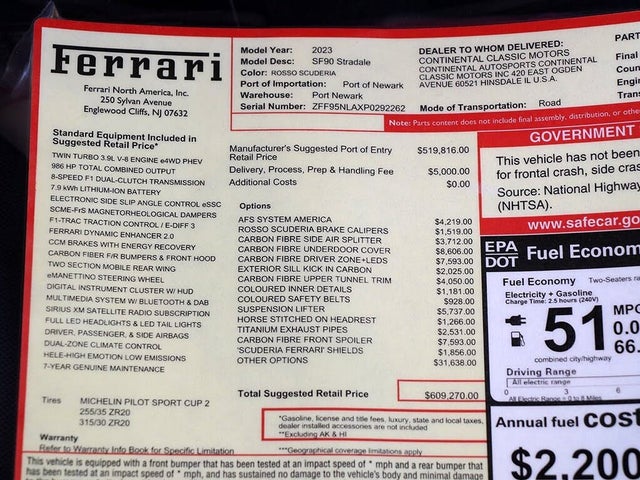 Ferrari
Ferrari North America, Inc.
250 Sylvan Avenue
Englewood Cliffs, NJ 07632
Model Year: 2023
Model Desc: SF90 Stradale
Color: ROSSO SCUDERIA
Port of Importation: Port Newark
Warehouse: Port Newark
Serial Number: ZFF95NLAXP0292262
DEALER TO WHOM DELIVERED:
CONTINENTAL CLASSIC MOTORS
CONTINENTAL AUTOSPORTS CONTINENTAL
CLASSIC MOTORS INC 420 EAST OGDEN
AVENUE 60521 HINSDALE IL U.S.A.
Mode of Transportation: Road
PART
Final
Coun
Engi
Trans
Note: Parts content does not include final assembly, distribution, or othe
Standard Equipment Included in
Suggested Retail Price*
TWIN TURBO 3.9L V-8 ENGINE e4WD PHEV
986 HP TOTAL COMBINED OUTPUT
8-SPEED F1 DUAL-CLUTCH TRANSMISSION
7.9 kWh LITHIUM-ION BATTERY
ELECTRONIC SIDE SLIP ANGLE CONTROL eSSC
SCME-FrS MAGNETORHEOLOGICAL DAMPERS
F1-TRAC TRACTION CONTROL / E-DIFF 3
FERRARI DYNAMIC ENHANCER 2.0
CCM BRAKES WITH ENERGY RECOVERY
CARBON FIBER F/R BUMPERS & FRONT HOOD
TWO SECTION MOBILE REAR WING
eMANETTINO STEERING WHEEL
DIGITAL INSTRUMENT CLUSTER W/ HUD
MULTIMEDIA SYSTEM W/ BLUETOOTH & DAB
SIRIUS XM SATELLITE RADIO SUBSCRIPTION
FULL LED HEADLIGHTS & LED TAIL LIGHTS
DRIVER, PASSENGER, & SIDE AIRBAGS
DUAL-ZONE CLIMATE CONTROL
HELE-HIGH EMOTION LOW EMISSIONS
7-YEAR GENUINE MAINTENANCE
Tires MICHELIN PILOT SPORT CUP 2
255/35 ZR20
315/30 ZR20
Warranty
Refer to Warranty Info Book for Specific Limitation
Manufacturer's Suggested Port of Entry
Retail Price $519,816.00
Delivery, Process, Prep & Handling Fee $5,000.00
Additional Costs $0.00
Options
AFS SYSTEM AMERICA $4,219.00
ROSSO SCUDERIA BRAKE CALIPERS $1,519.00
CARBON FIBRE SIDE AIR SPLITTER $3,712.00
CARBON FIBRE UNDERDOOR COVER $8,606.00
CARBON FIBRE DRIVER ZONE+LEDS $7,593.00
EXTERIOR SILL KICK IN CARBON $2,025.00
CARBON FIBRE UPPER TUNNEL TRIM $4,050.00
COLOURED INNER DETAILS $1,181.00
COLOURED SAFETY BELTS $928.00
SUSPENSION LIFTER $5,737.00
HORSE STITCHED ON HEADREST $1,266.00
TITANIUM EXHAUST PIPES $2,531.00
CARBON FIBRE FRONT SPOILER $7,593.00
'SCUDERIA FERRARI' SHIELDS $1,856.00
OTHER OPTIONS $31,638.00
Total Suggested Retail Price $609,270.00
*Gasoline, license and title fees, luxury, state and local taxes,
dealer installed accessories are not included
**Excluding AK & HI
***Geographical coverage limitations apply
This vehicle is equipped with a front bumper that has been tested at an impact speed of * mph and a rear bumper that
has been tested at an impact speed of * mph, and has sustained no damage to the vehicle's body and minimal damage
GOVERNMENT
This vehicle has not been
for frontal crash, side cras
Source: National Highway
(NHTSA).
www.safecar.go
EPA
DOT Fuel Econom
Fuel Economy Two-Seaters ra
Electricity + Gasoline
Charge Time: 2.5 hours (240V)
51
MPG
0.0
66.
combined city/highway
Driving Range
All electric range
0 3 6
All Electric Range = 0 to 8 Miles
Annual fuel cost
$2,200